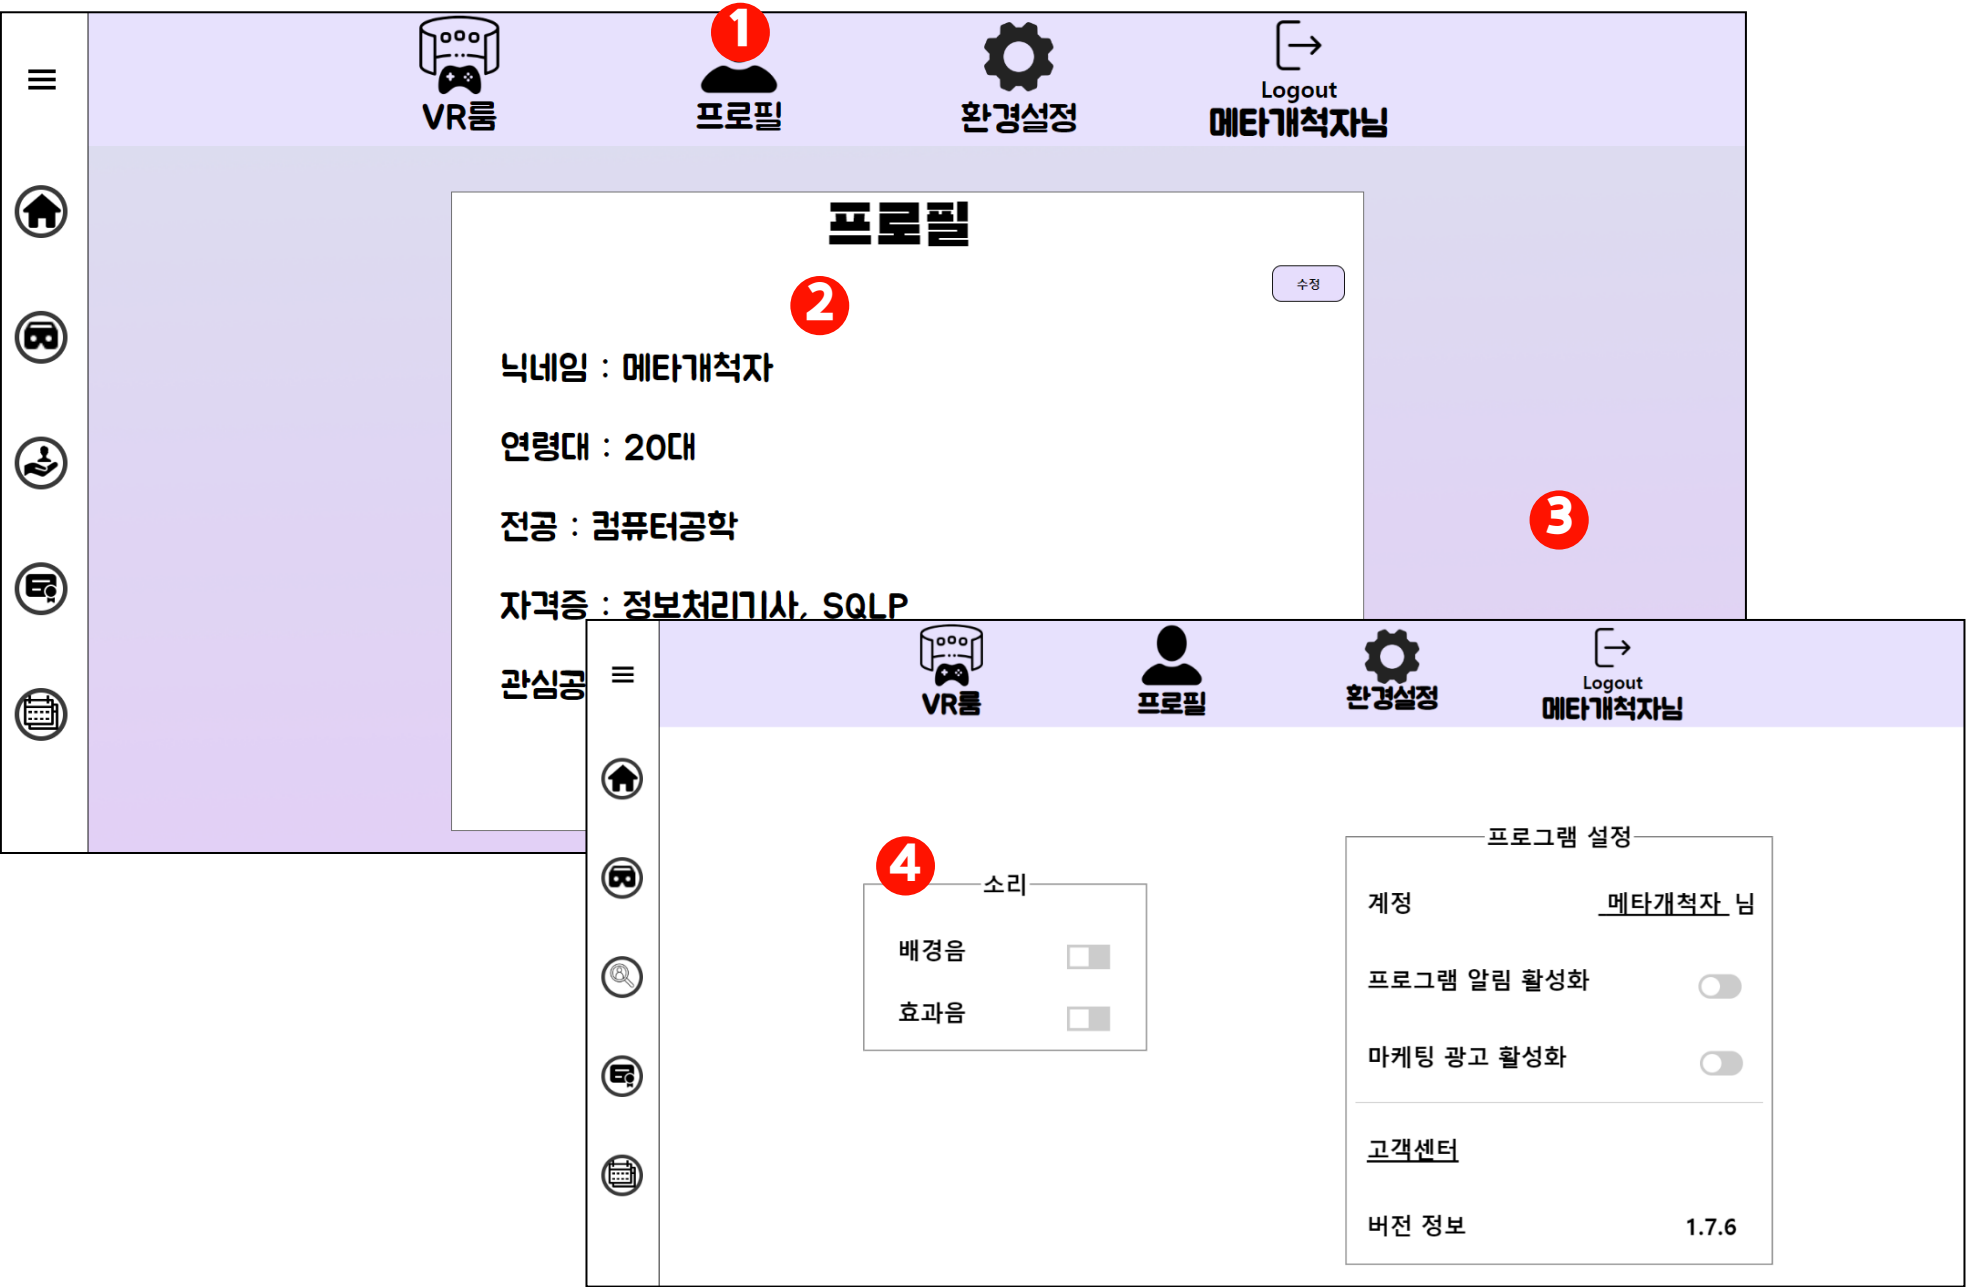 1
VR룸
프로필
환경설정
Logout
메타개척자님
프로필
2
수정
닉네임 : 메타개척자
연령대 : 20대
전공 : 컴퓨터공학
3
자격증 : 정보처리기사, SQLP
관심공
VR룸
프로필
환경설정
Logout
메타개척자님
4
소리
배경음
효과음
프로그램 설정
계정 메타개척자 님
프로그램 알림 활성화
마케팅 광고 활성화
고객센터
버전 정보 1.7.6